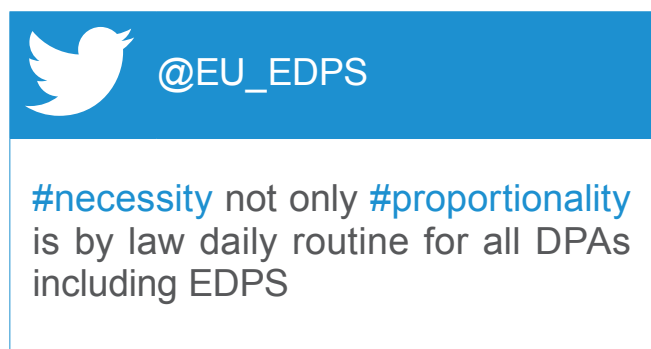 @EU_EDPS
#necessity not only #proportionality
is by law daily routine for all DPAs
including EDPS